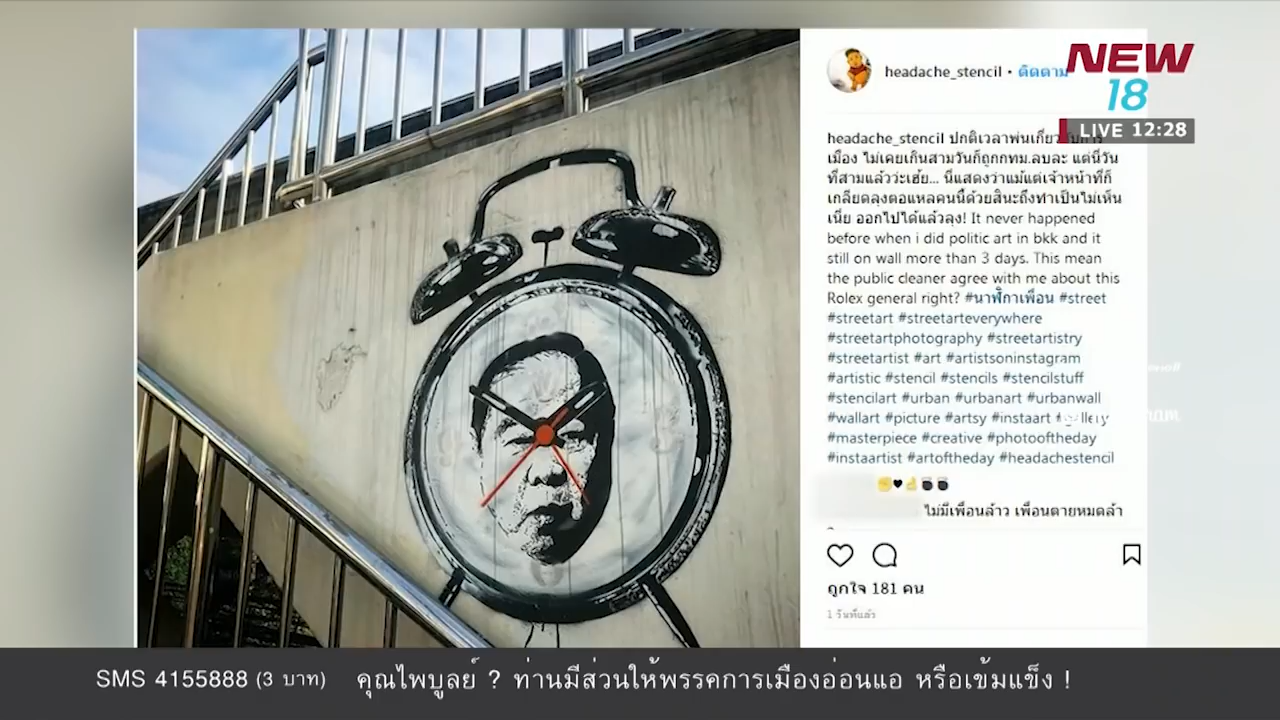 headache_stencil • ติดตาม
NEW
18
LIVE 12:28
headache_stencil ปกติเวลาพ่นเกี่ยวกับการ
เมือง ไม่เคยเกินสามวันก็ถูกกทม.ลบละ แต่นี่วัน
ที่สามแล้วว่ะเฮ้ย... นี่แสดงว่าแม้แต่เจ้าหน้าที่ก็
เกลียดลุงตอแหลคนนี้ด้วยสินะถึงทำเป็นไม่เห็น
เนี่ย ออกไปได้แล้วลุง! It never happened
before when i did politic art in bkk and it
still on wall more than 3 days. This mean
the public cleaner agree with me about this
Rolex general right? #นาฬิกาเพื่อน #street
#streetart #streetarteverywhere
#streetartphotography #streetartistry
#streetartist #art #artistsoninstagram
#artistic #stencil #stencils #stencilstuff
#stencilart #urban #urbanart #urbanwall
#wallart #picture #artsy #instaart #gallery
#masterpiece #creative #photooftheday
#instaartist #artoftheday #headachestencil
ไม่มีเพื่อนล้าว เพื่อนตายหมดล้า
ถูกใจ 181 คน
1 วันที่แล้ว
SMS 4155888 (3 บาท) คุณไพบูลย์ ? ท่านมีส่วนให้พรรคการเมืองอ่อนแอ หรือเข้มแข็ง !